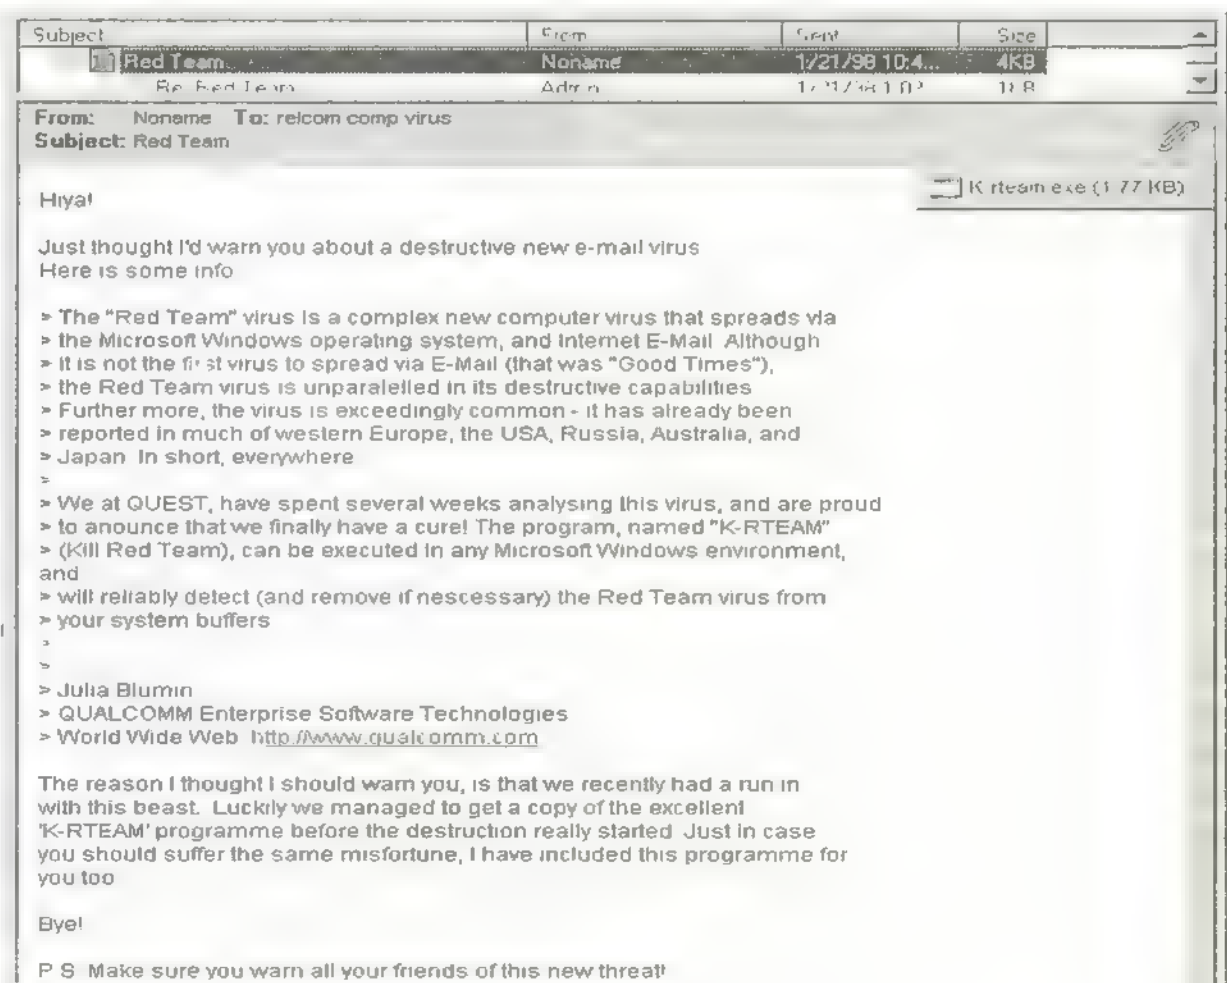 Subject From Sent Size
Red Team Noname 1/21/98 10:4... 4KB
Re: Red Team Admin
From: Noname To: relcom comp virus
Subject: Red Team
K rteam exe (1 77 KB)
Hiya!
Just thought I'd warn you about a destructive new e-mail virus
Here is some info
> The "Red Team" virus is a complex new computer virus that spreads via
> the Microsoft Windows operating system, and Internet E-Mail Although
> it is not the first virus to spread via E-Mail (that was "Good Times"),
> the Red Team virus is unparalelled in its destructive capabilities
> Further more, the virus is exceedingly common - it has already been
> reported in much of western Europe, the USA, Russia, Australia, and
> Japan In short, everywhere
>
> We at QUEST, have spent several weeks analysing this virus, and are proud
> to anounce that we finally have a cure! The program, named "K-RTEAM"
> (Kill Red Team), can be executed in any Microsoft Windows environment,
and
> will reliably detect (and remove if nescessary) the Red Team virus from
> your system buffers
>
>
> Julia Blumin
> QUALCOMM Enterprise Software Technologies
> World Wide Web http://www.qualcomm.com
The reason I thought I should warn you, is that we recently had a run in
with this beast. Luckily we managed to get a copy of the excellent
'K-RTEAM' programme before the destruction really started Just in case
you should suffer the same misfortune, I have included this programme for
you too
Bye!
P S Make sure you warn all your friends of this new threat!